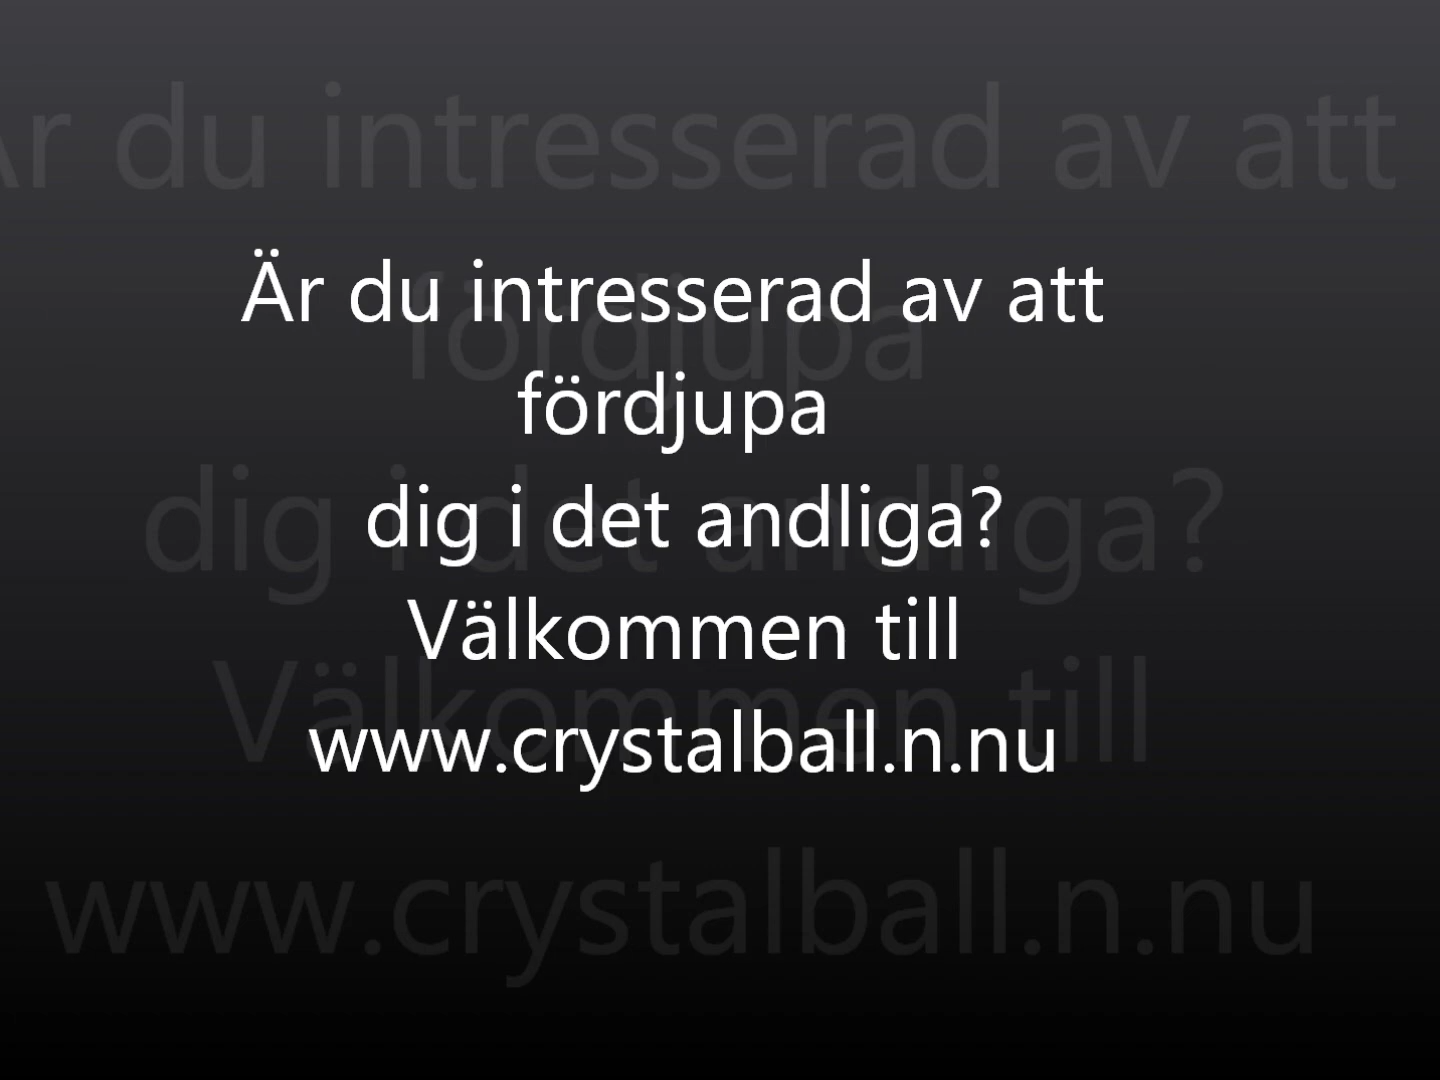 Är du intresserad av att
fördjupa
dig i det andliga?
Välkommen till
www.crystalball.n.nu